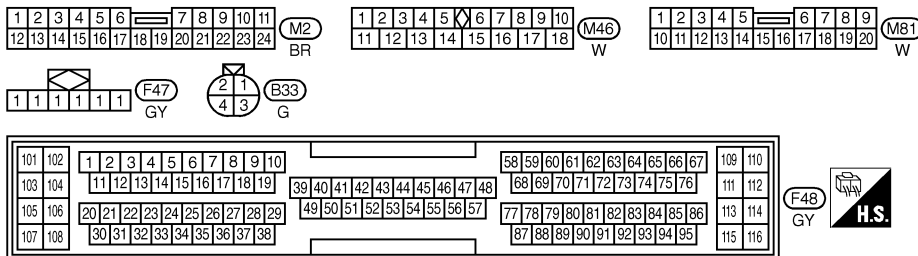 1 2 3 4 5 6 7 8 9 10 11
12 13 14 15 16 17 18 19 20 21 22 23 24
M2
BR
1 2 3 4 5 6 7 8 9 10
11 12 13 14 15 16 17 18
M46
W
1 2 3 4 5 6 7 8 9
10 11 12 13 14 15 16 17 18 19 20
M81
W
1 1 1 1 1 1
F47
GY
2 1
4 3
B33
G
101 102
103 104
105 106
107 108
1 2 3 4 5 6 7 8 9 10
11 12 13 14 15 16 17 18 19
20 21 22 23 24 25 26 27 28 29
30 31 32 33 34 35 36 37 38
39 40 41 42 43 44 45 46 47 48
49 50 51 52 53 54 55 56 57
58 59 60 61 62 63 64 65 66 67
68 69 70 71 72 73 74 75 76
77 78 79 80 81 82 83 84 85 86
87 88 89 90 91 92 93 94 95
109 110
111 112
113 114
115 116
F48
GY
H.S.